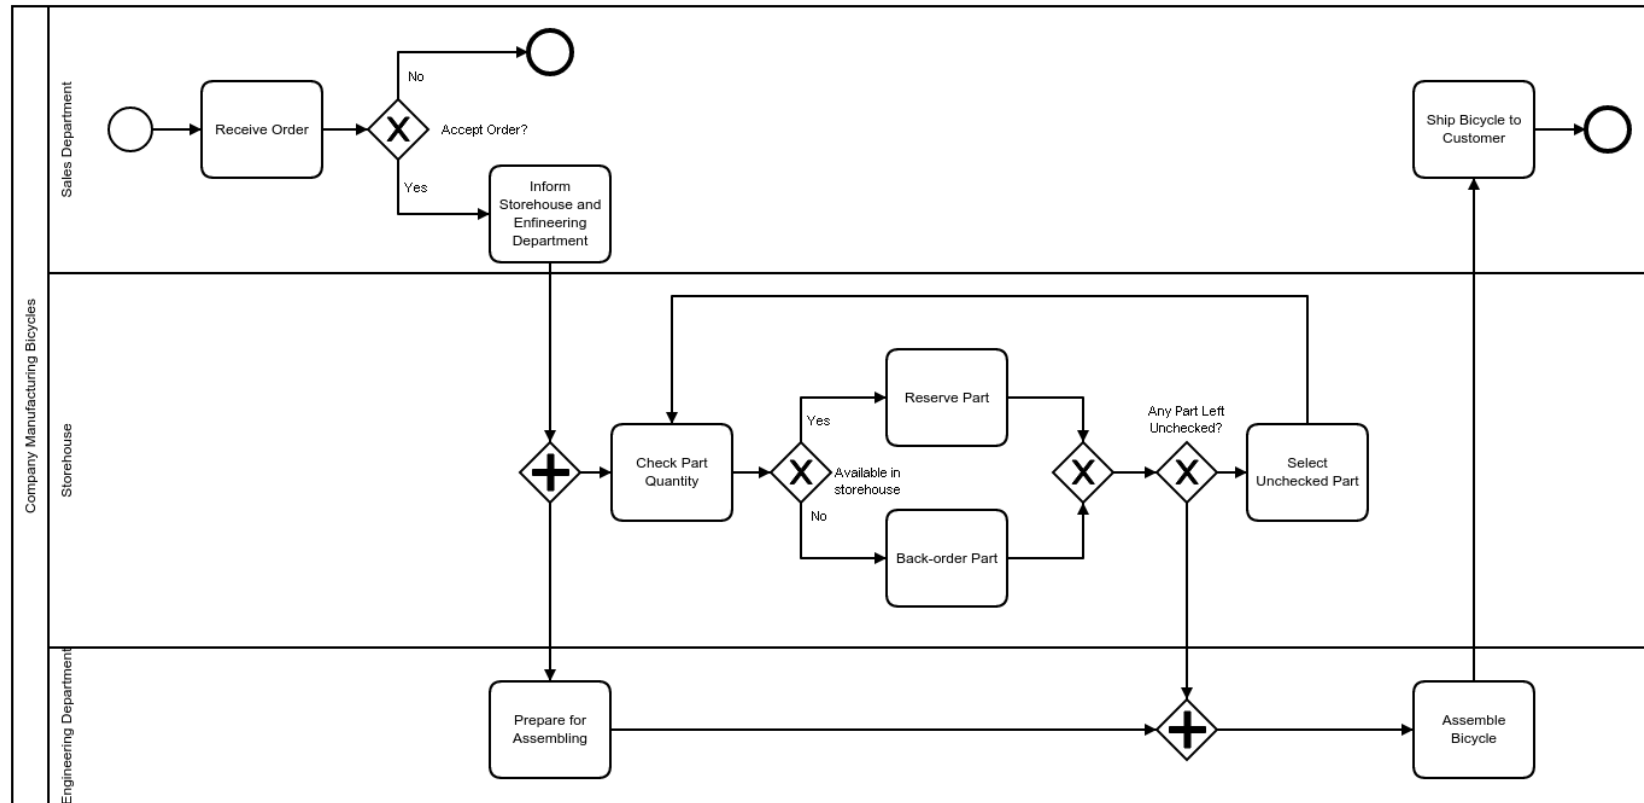 Company Manufacturing Bicycles
Sales Department
Receive Order
No
Accept Order?
Yes
Inform
Storehouse and
Enfineering
Department
Ship Bicycle to
Customer
Storehouse
Check Part
Quantity
Yes
Available in
storehouse
No
Reserve Part
Back-order Part
Any Part Left
Unchecked?
Select
Unchecked Part
Engineering Department
Prepare for
Assembling
Assemble
Bicycle